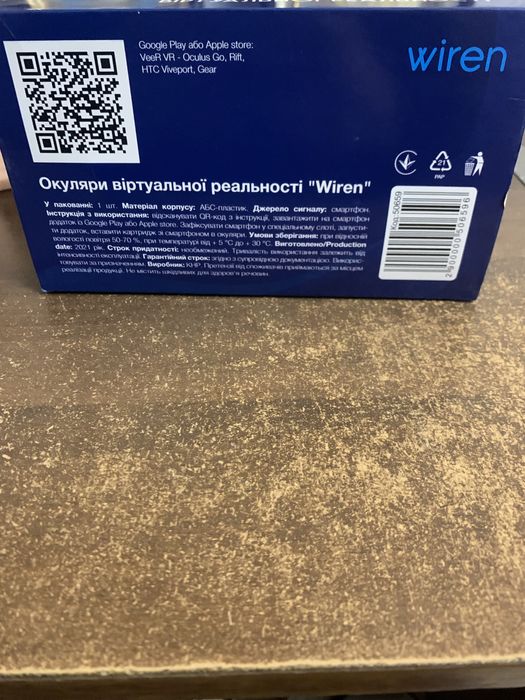 Google Play або Apple store:
VeeR VR - Oculus Go, Rift,
HTC Viveport, Gear
wiren
21
PAP
Окуляри віртуальної реальності "Wiren"
У пакованні: 1 шт. Матеріал корпусу: АБС-пластик. Джерело сигналу: смартфон.
Інструкція з використання: відсканувати QR-код з інструкції, завантажити на смартфон
додаток із Google Play або Apple store. Зафіксувати смартфон у спеціальному слоті, запусти-
ти додаток, вставити картридж зі смартфоном в окуляри. Умови зберігання: при відносній
вологості повітря 50-70 %, при температурі від + 5 °C до + 30 °C. Виготовлено/Production
date: 2021 рік. Строк придатності: необмежений. Тривалість використання залежить від
інтенсивності експлуатації. Гарантійний строк: згідно з супровідною документацією. Викорис-
товувати за призначенням. Виробник: КНР. Претензії від споживачів приймаються за місцем
реалізації продукції. Не містить шкідливих для здоров'я речовин.
Код: 50659
2000000506596